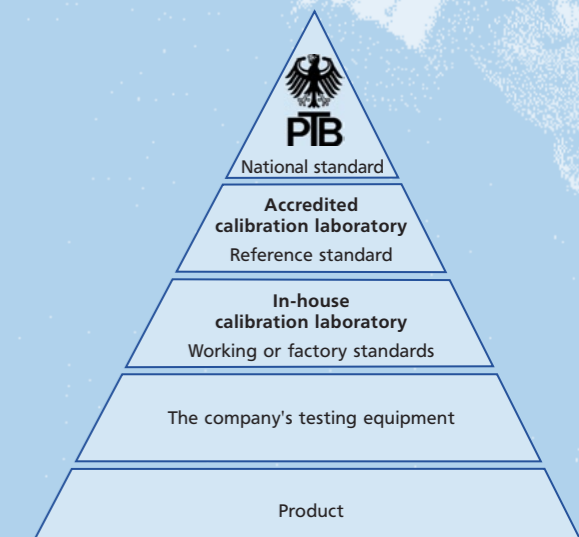 PTB
National standard
Accredited
calibration laboratory
Reference standard
In-house
calibration laboratory
Working or factory standards
The company's testing equipment
Product